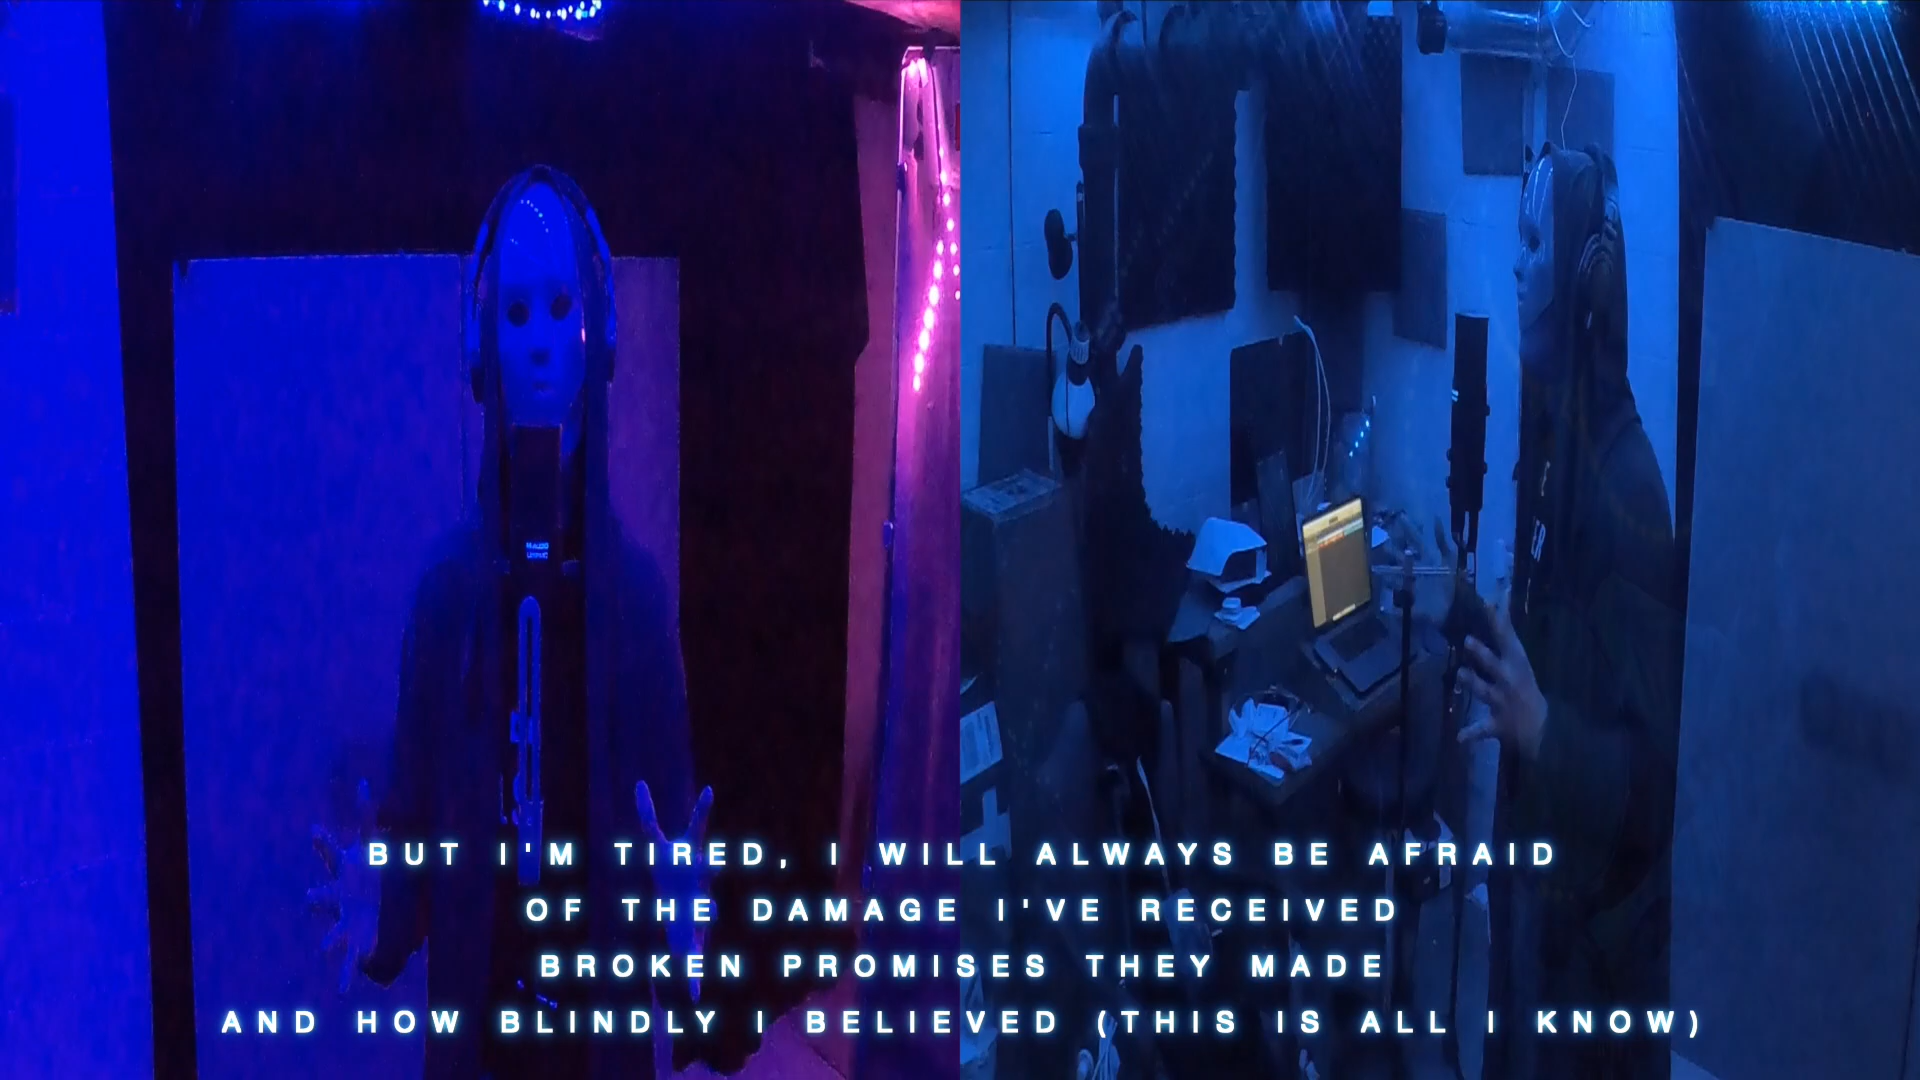 BUT I'M TIRED, I WILL ALWAYS BE AFRAID
OF THE DAMAGE I'VE RECEIVED
BROKEN PROMISES THEY MADE
AND HOW BLINDLY I BELIEVED (THIS IS ALL I KNOW)
ER